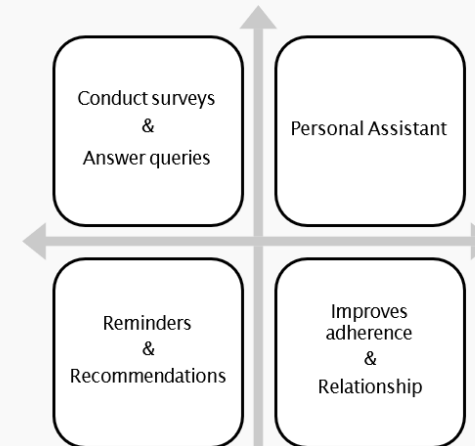 Conduct surveys
&
Answer queries
Personal Assistant
Reminders
&
Recommendations
Improves
adherence
&
Relationship